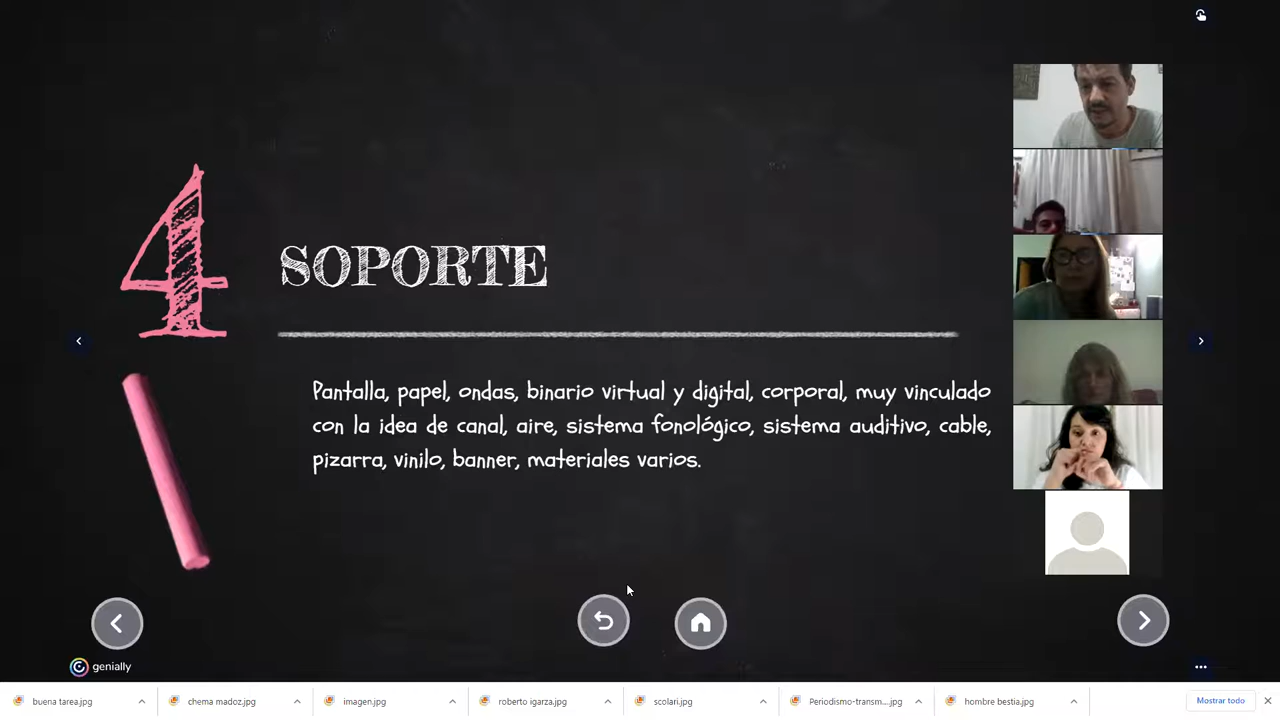 4
SOPORTE
Pantalla, papel, ondas, binario virtual y digital, corporal, muy vinculado
con la idea de canal, aire, sistema fonológico, sistema auditivo, cable,
pizarra, vinilo, banner, materiales varios.
genially
buena tarea.jpg
chema madoz.jpg
imagen.jpg
roberto igarza.jpg
scolari.jpg
Periodismo-transm....jpg
hombre bestia.jpg
Mostrar todo